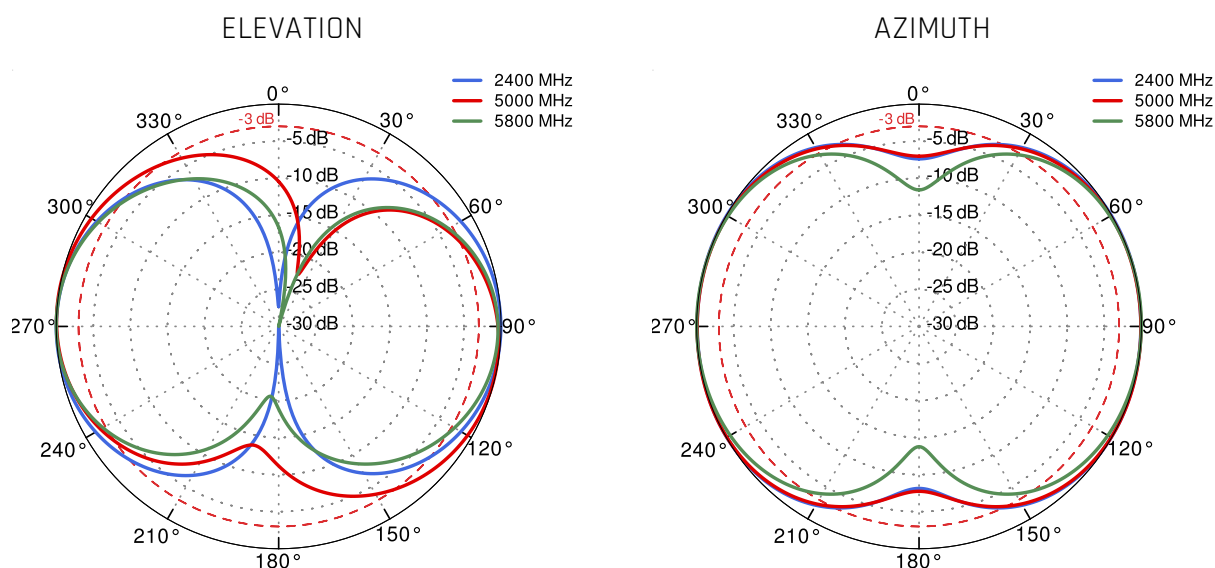 ELEVATION
2400 MHz
5000 MHz
5800 MHz
0°
330°
30°
-3 dB
-5 dB
-10 dB
300°
-15 dB
60°
-20 dB
-25 dB
270°
-30 dB
90°
240°
120°
210°
150°
180°
AZIMUTH
2400 MHz
5000 MHz
5800 MHz
0°
330°
30°
-3 dB
-5 dB
-10 dB
300°
-15 dB
60°
-20 dB
-25 dB
270°
-30 dB
90°
240°
120°
210°
150°
180°